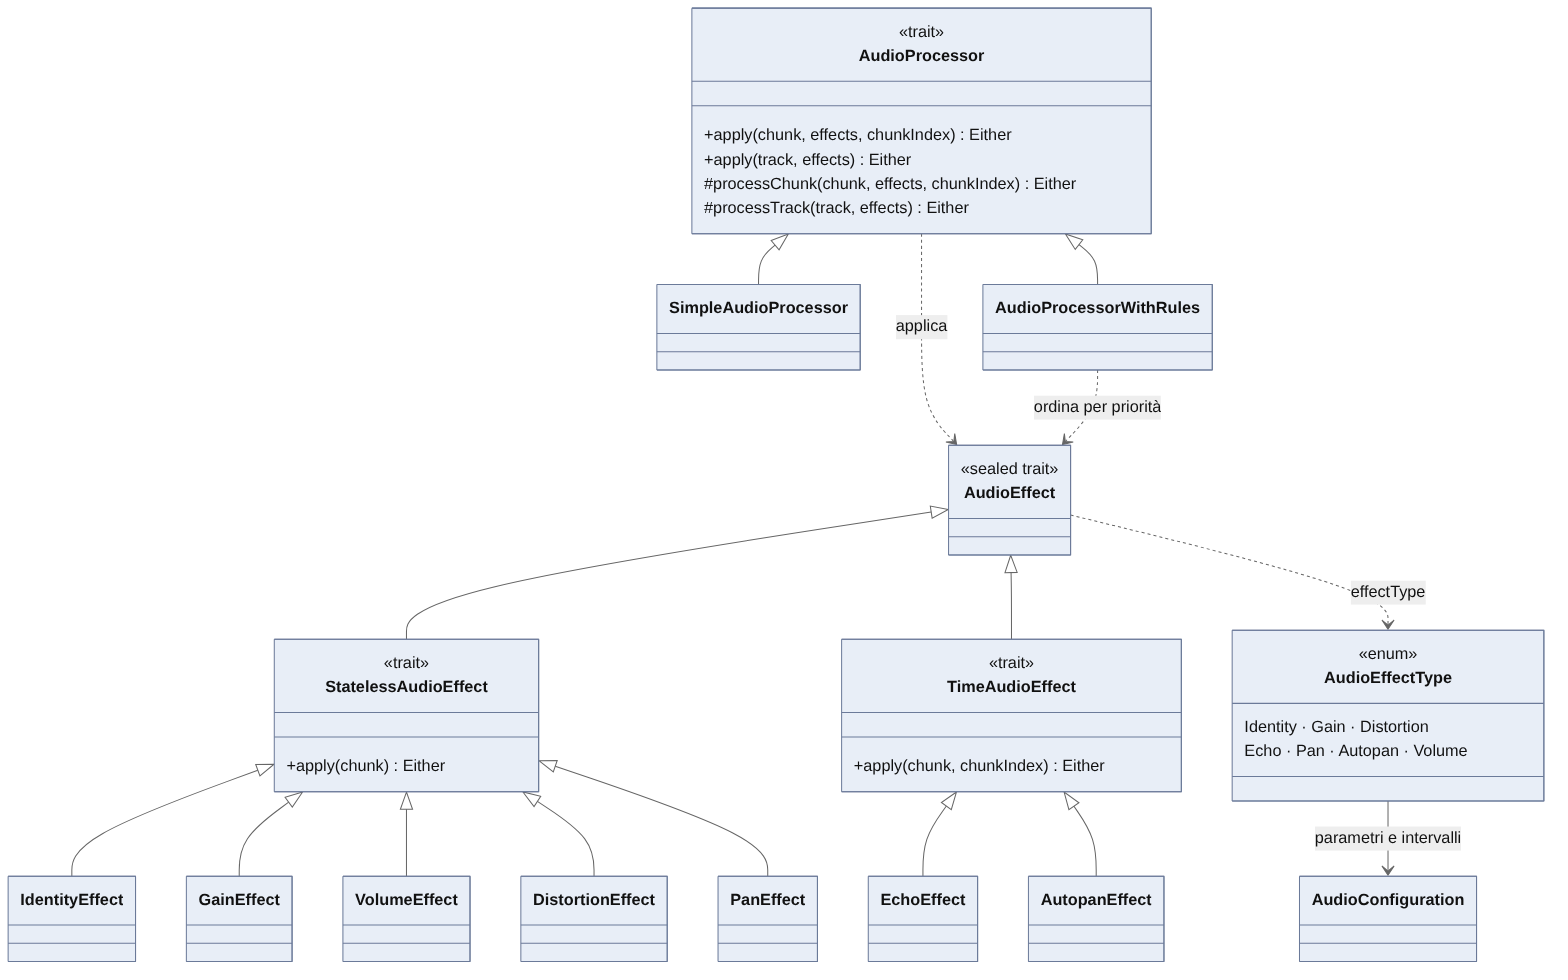 «trait»
AudioProcessor
+apply(chunk, effects, chunkIndex) : Either
+apply(track, effects) : Either
#processChunk(chunk, effects, chunkIndex) : Either
#processTrack(track, effects) : Either
SimpleAudioProcessor
applica
AudioProcessorWithRules
ordina per priorità
«sealed trait»
AudioEffect
effectType
«trait»
StatelessAudioEffect
+apply(chunk) : Either
«trait»
TimeAudioEffect
+apply(chunk, chunkIndex) : Either
«enum»
AudioEffectType
Identity · Gain · Distortion
Echo · Pan · Autopan · Volume
parametri e intervalli
IdentityEffect
GainEffect
VolumeEffect
DistortionEffect
PanEffect
EchoEffect
AutopanEffect
AudioConfiguration